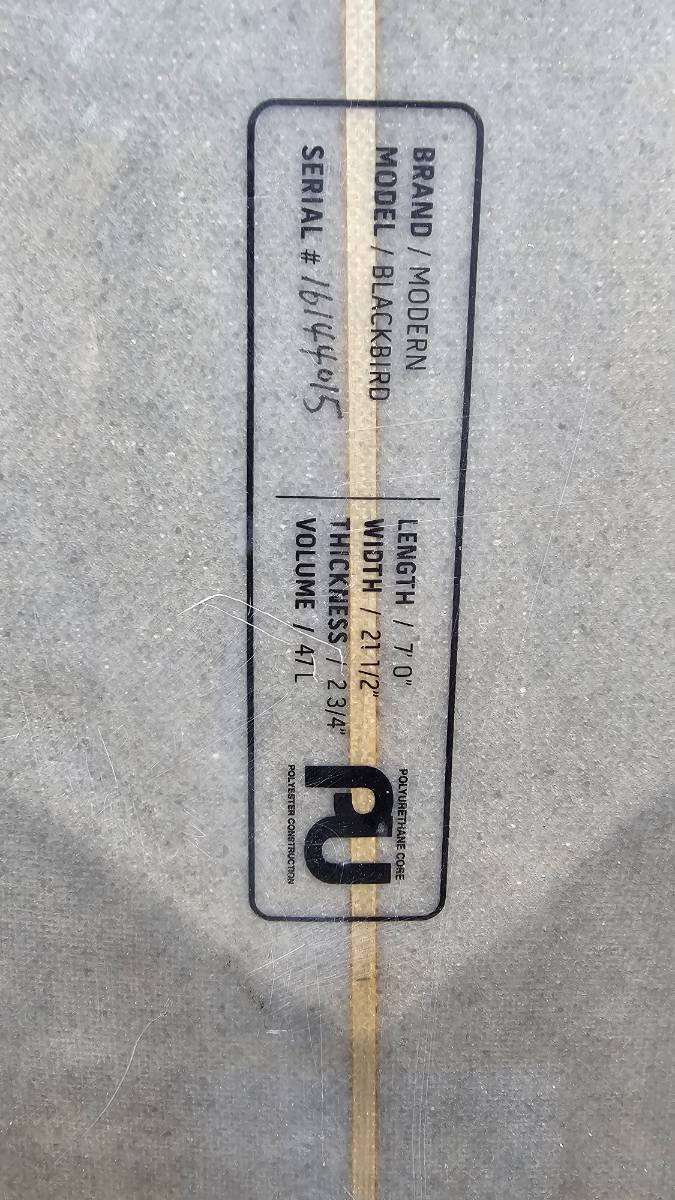 BRAND / MODERN
MODEL / BLACKBIRD
SERIAL # 16144015
LENGTH / 7' 0"
WIDTH / 21 1/2"
THICKNESS / 2 3/4"
VOLUME / 47 L
POLYURETHANE CORE
PU
POLYESTER CONSTRUCTION